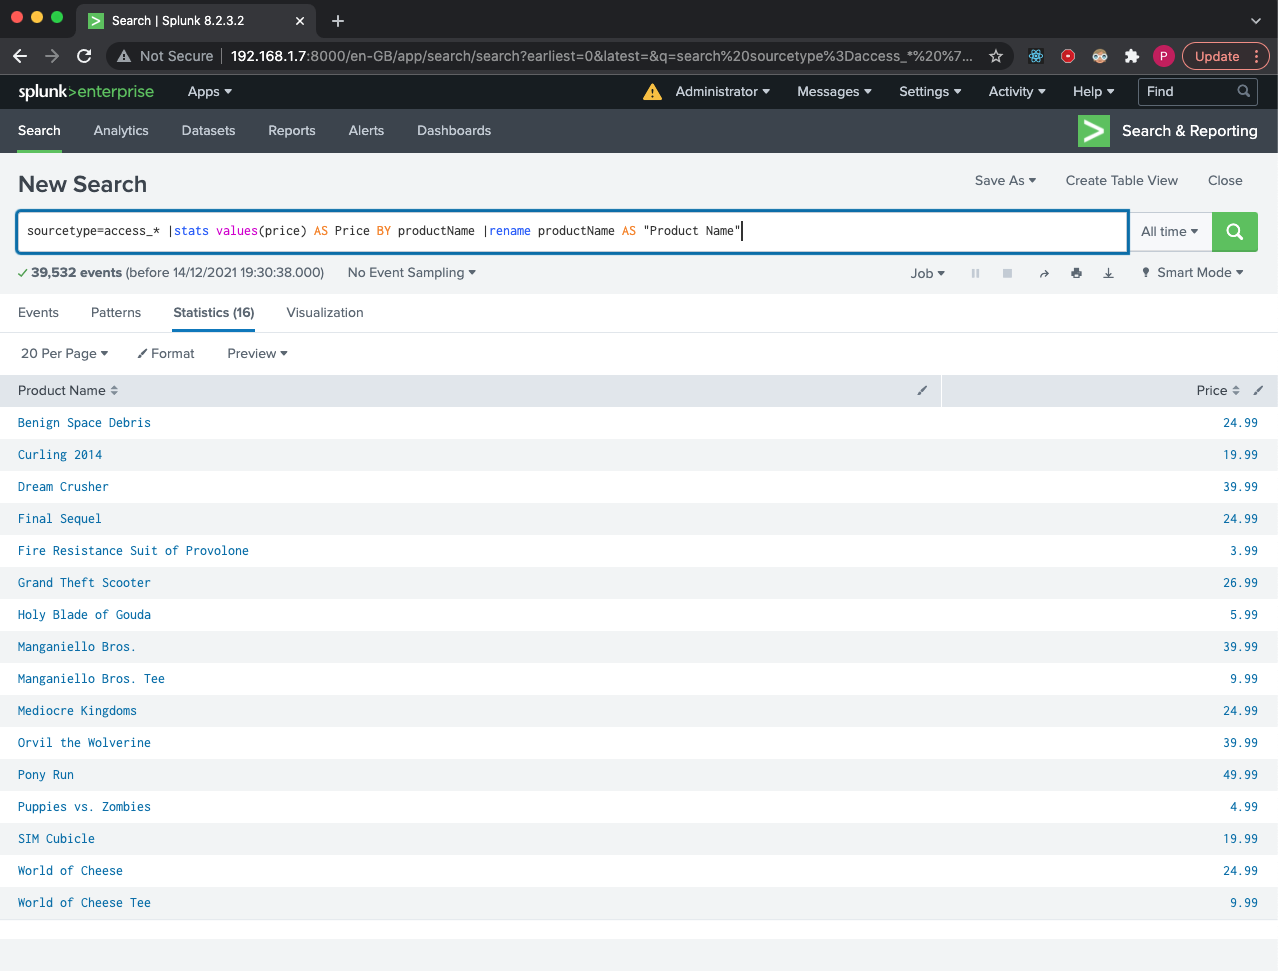 Search | Splunk 8.2.3.2
Not Secure 192.168.1.7:8000/en-GB/app/search/search?earliest=0&latest=&q=search%20sourcetype%3Daccess_*%20%7... P Update
splunk>enterprise Apps Administrator Messages Settings Activity Help Find
Search Analytics Datasets Reports Alerts Dashboards Search & Reporting
New Search Save As Create Table View Close
sourcetype=access_* |stats values(price) AS Price BY productName |rename productName AS "Product Name" All time
39,532 events (before 14/12/2021 19:30:38.000) No Event Sampling Job Smart Mode
Events Patterns Statistics (16) Visualization
20 Per Page Format Preview
Product Name Price
Benign Space Debris 24.99
Curling 2014 19.99
Dream Crusher 39.99
Final Sequel 24.99
Fire Resistance Suit of Provolone 3.99
Grand Theft Scooter 26.99
Holy Blade of Gouda 5.99
Manganiello Bros. 39.99
Manganiello Bros. Tee 9.99
Mediocre Kingdoms 24.99
Orvil the Wolverine 39.99
Pony Run 49.99
Puppies vs. Zombies 4.99
SIM Cubicle 19.99
World of Cheese 24.99
World of Cheese Tee 9.99